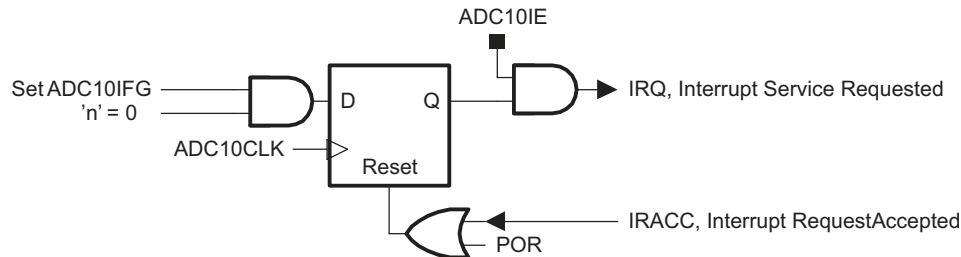 ADC10IE
Set ADC10IFG
'n' = 0
D
Q
IRQ, Interrupt Service Requested
ADC10CLK
Reset
IRACC, Interrupt RequestAccepted
POR